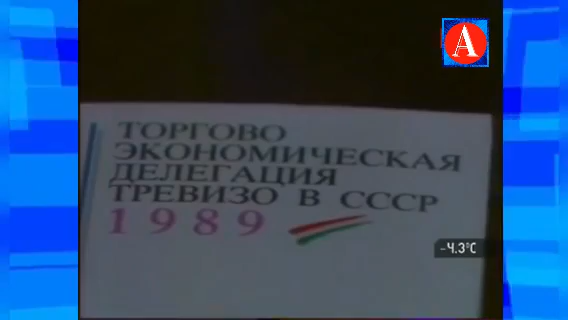 А
ТОРГОВО
ЭКОНОМИЧЕСКАЯ
ДЕЛЕГАЦИЯ
ТРЕВИЗО В СССР
1989
-4.3°C